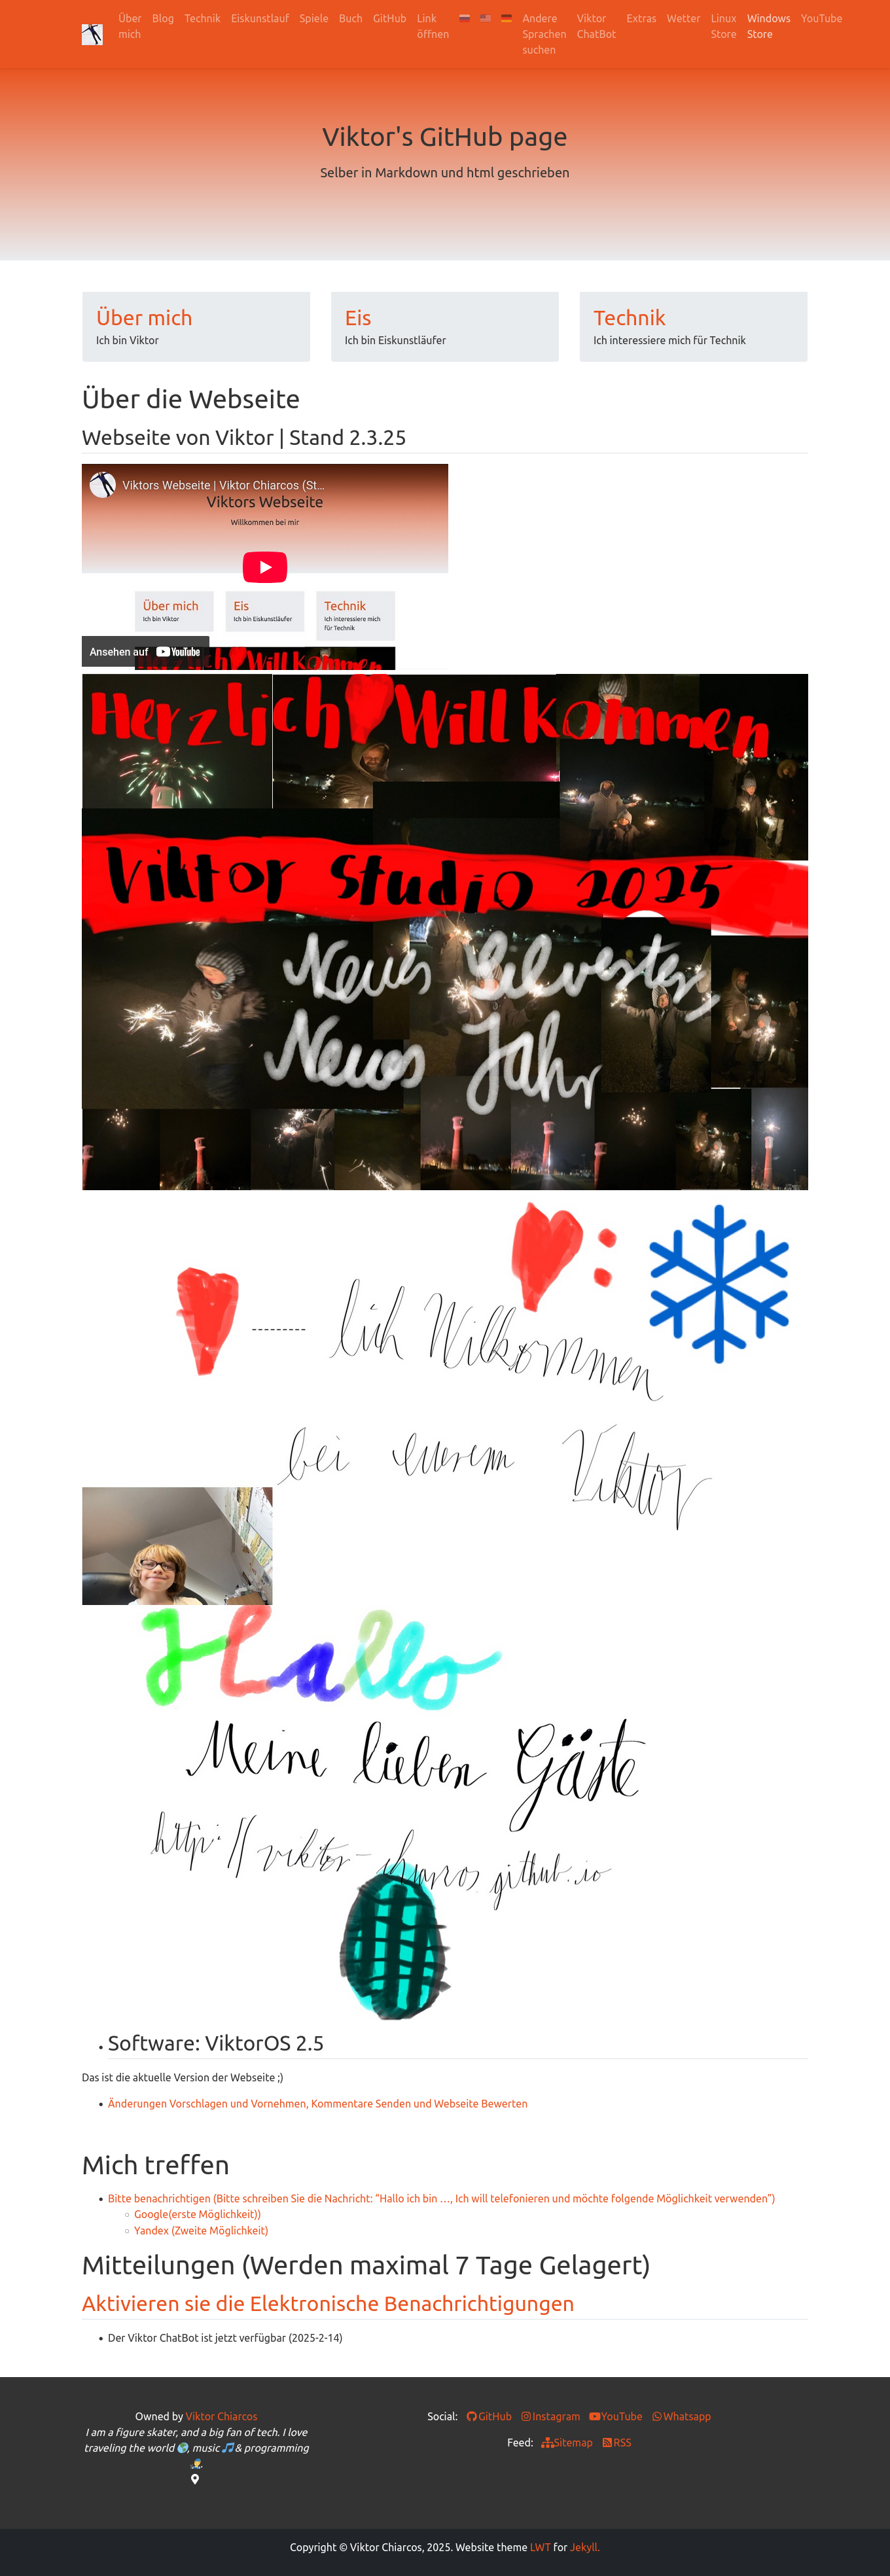 Über mich
Blog
Technik
Eiskunstlauf
Spiele
Buch
GitHub
Link öffnen
Andere Sprachen suchen
Viktor ChatBot
Extras
Wetter
Linux Store
Windows Store
YouTube
Viktor's GitHub page
Selber in Markdown und html geschrieben
Über mich
Ich bin Viktor
Eis
Ich bin Eiskunstläufer
Technik
Ich interessiere mich für Technik
Über die Webseite
Webseite von Viktor | Stand 2.3.25
Viktors Webseite | Viktor Chiarcos (St...
Viktors Webseite
Willkommen bei mir
Über mich
Ich bin Viktor
Eis
Ich bin Eiskunstläufer
Technik
Ich interessiere mich
für Technik
Ansehen auf YouTube
Herzlich Willkommen
Viktor Studio 2025
Neues Silvester
Neues Jahr
lich Willkommen
bei eurem Viktor
Hallo
Meine lieben Gäste
Software: ViktorOS 2.5
Das ist die aktuelle Version der Webseite ;)
Änderungen Vorschlagen und Vornehmen, Kommentare Senden und Webseite Bewerten
Mich treffen
Bitte benachrichtigen (Bitte schreiben Sie die Nachricht: "Hallo ich bin …, Ich will telefonieren und möchte folgende Möglichkeit verwenden")
Google(erste Möglichkeit))
Yandex (Zweite Möglichkeit)
Mitteilungen (Werden maximal 7 Tage Gelagert)
Aktivieren sie die Elektronische Benachrichtigungen
Der Viktor ChatBot ist jetzt verfügbar (2025-2-14)
Owned by Viktor Chiarcos
I am a figure skater, and a big fan of tech. I love
traveling the world 🌏, music 🎵& programming
Social: GitHub Instagram YouTube Whatsapp
Feed: Sitemap RSS
Copyright © Viktor Chiarcos, 2025. Website theme LWT for Jekyll.